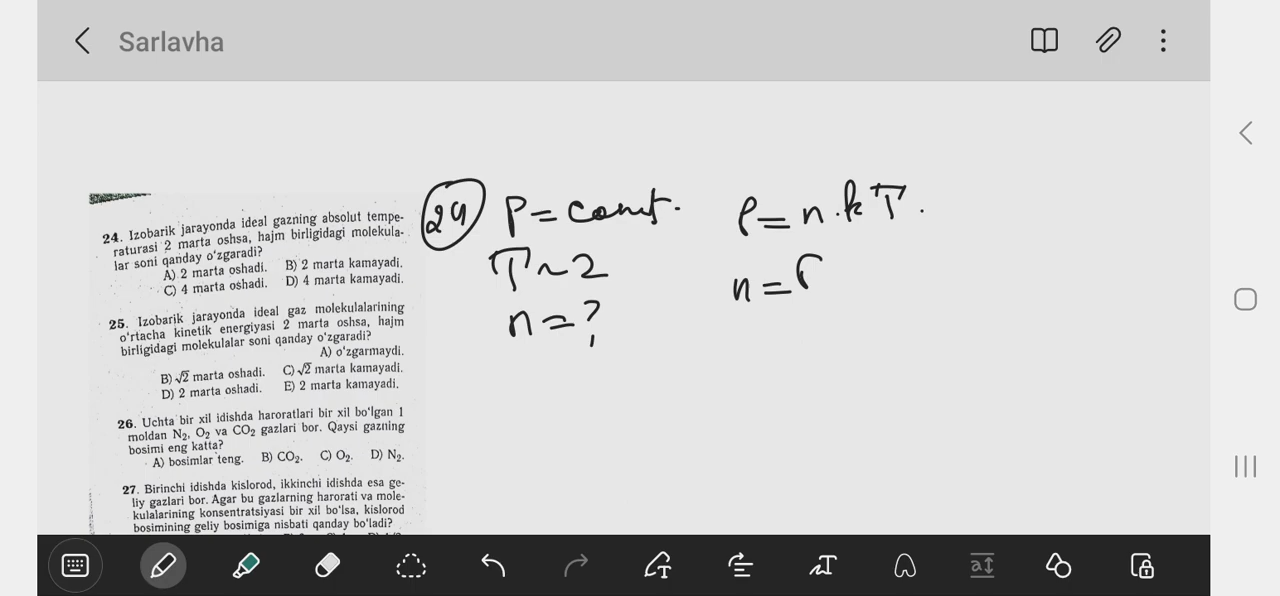 Sarlavha
24. Izobarik jarayonda ideal gazning absolut tempe-
raturasi 2 marta oshsa, hajm birligidagi molekula-
lar soni qanday o'zgaradi?
A) 2 marta oshadi. B) 2 marta kamayadi.
C) 4 marta oshadi. D) 4 marta kamayadi.
25. Izobarik jarayonda ideal gaz molekulalarining
o'rtacha kinetik energiyasi 2 marta oshsa, hajm
birligidagi molekulalar soni qanday o'zgaradi?
A) o'zgarmaydi.
B) √2 marta oshadi. C) √2 marta kamayadi.
D) 2 marta oshadi. E) 2 marta kamayadi.
26. Uchta bir xil idishda haroratlari bir xil bo'lgan 1
moldan N₂, O₂ va CO₂ gazlari bor. Qaysi gazning
bosimi eng katta?
A) bosimlar teng. B) CO₂. C) O₂. D) N₂.
27. Birinchi idishda kislorod, ikkinchi idishda esa ge-
liy gazlari bor. Agar bu gazlarning harorati va mole-
kulalarining konsentratsiyasi bir xil bo'lsa, kislorod
bosimining geliy bosimiga nisbati qanday bo'ladi?
24 P = const.
T ~ 2
n = ?
P = n · k T.
n =